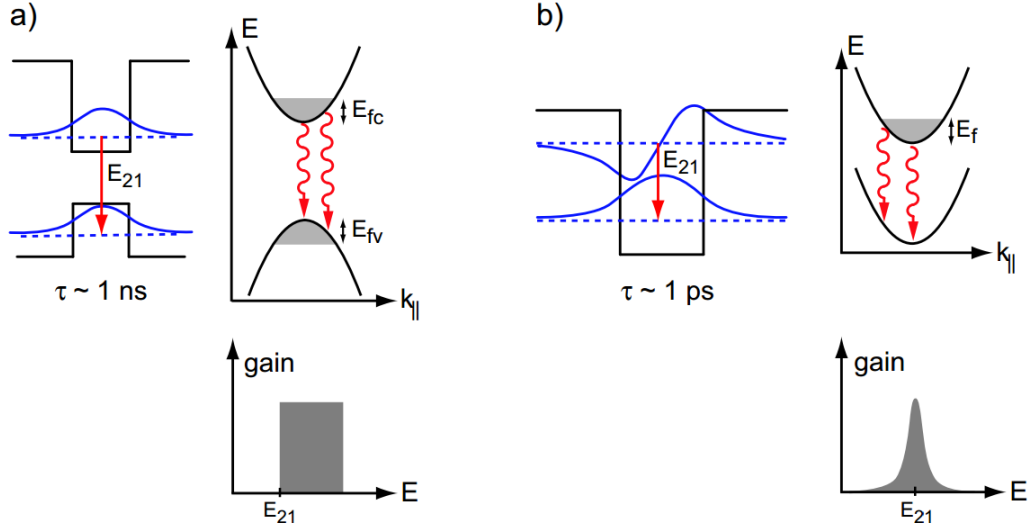 a)
E
E21
Efc
Efv
τ ~ 1 ns
k||
gain
E21
E
b)
E
E21
Ef
τ ~ 1 ps
k||
gain
E21
E